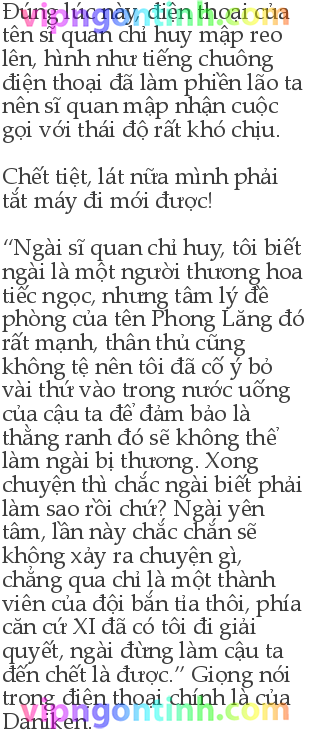 vipngontinh.com
Đúng lúc này, điện thoại của
tên sĩ quan chỉ huy mập reo
lên, hình như tiếng chuông
điện thoại đã làm phiền lão ta
nên sĩ quan mập nhận cuộc
gọi với thái độ rất khó chịu.
Chết tiệt, lát nữa mình phải
tắt máy đi mới được!
“Ngài sĩ quan chỉ huy, tôi biết
ngài là một người thương hoa
tiếc ngọc, nhưng tâm lý đề
phòng của tên Phong Lăng đó
rất mạnh, thân thủ cũng
không tệ nên tôi đã cố ý bỏ
vài thứ vào trong nước uống
của cậu ta để đảm bảo là
thằng ranh đó sẽ không thể
làm ngài bị thương. Xong
chuyện thì chắc ngài biết phải
làm sao rồi chứ? Ngài yên
tâm, lần này chắc chắn sẽ
không xảy ra chuyện gì,
chẳng qua chỉ là một thành
viên của đội bắn tỉa thôi, phía
căn cứ XI đã có tôi đi giải
quyết, ngài đừng làm cậu ta
đến chết là được.” Giọng nói
trong điện thoại chính là của
Daniken.
vipngontinh.com